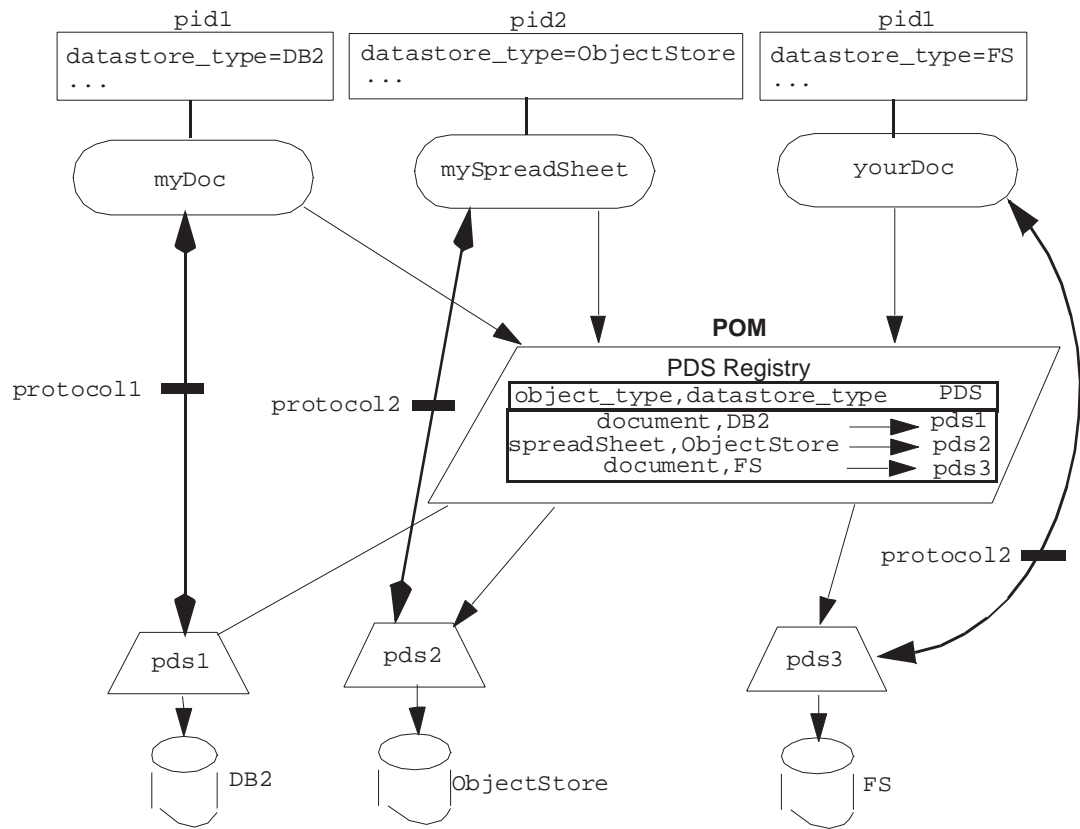 pid1
pid2
pid1
datastore_type=DB2
...
datastore_type=ObjectStore
...
datastore_type=FS
...
myDoc
mySpreadSheet
yourDoc
POM
PDS Registry
object_type,datastore_type PDS
document,DB2 pds1
spreadSheet,ObjectStore pds2
document,FS pds3
protocol1
protocol2
protocol2
pds1
pds2
pds3
DB2
ObjectStore
FS